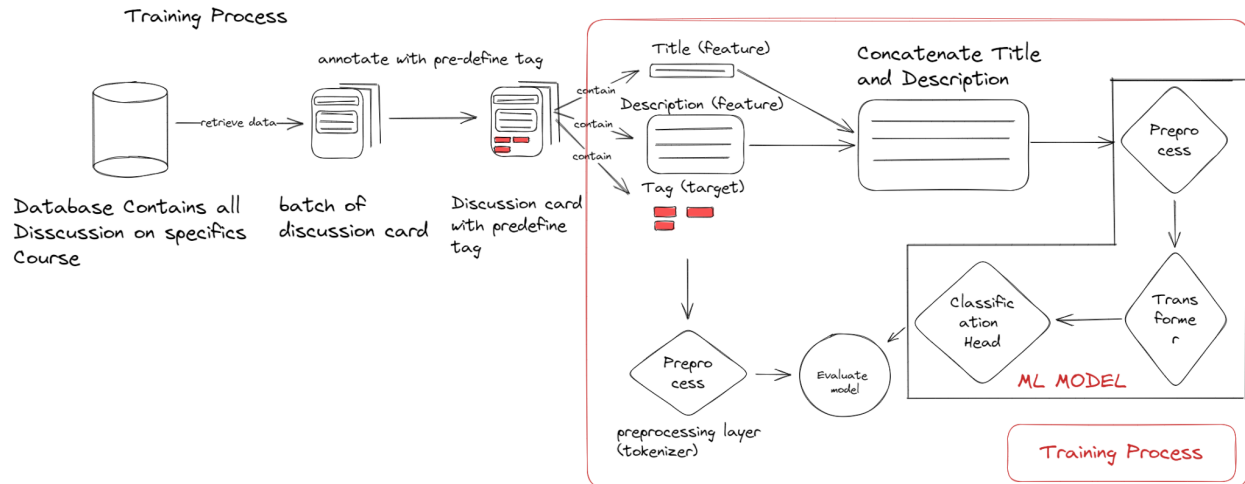 Training Process
annotate with pre-define tag
retrieve data
Database Contains all
Disscussion on specifics
Course
batch of
discussion card
Discussion card
with predefine
tag
contain
contain
contain
Title (feature)
Description (feature)
Tag (target)
Concatenate Title
and Description
Prepro
cess
Trans
forme
r
Classific
ation
Head
ML MODEL
Prepro
cess
preprocessing layer
(tokenizer)
Evaluate
model
Training Process